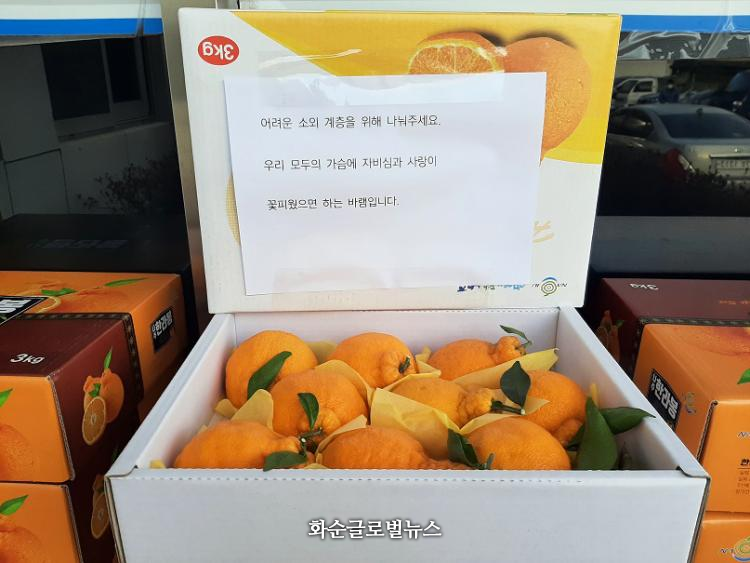 3kg
어려운 소외 계층을 위해 나눠주세요.
우리 모두의 가슴에 자비심과 사랑이
꽃피웠으면 하는 바램입니다.
한라봉
3kg
3kg
한라봉
화순글로벌뉴스